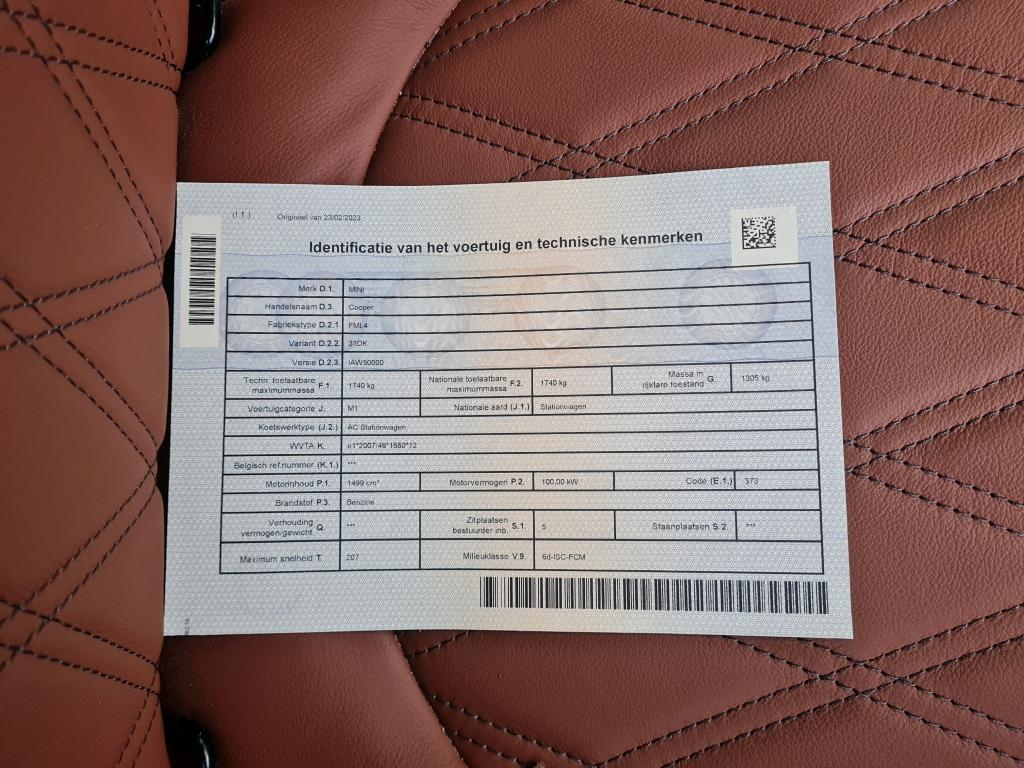 (I.1.) Origineel van 23/02/2023
Identificatie van het voertuig en technische kenmerken
Merk D.1. MINI
Handelsnaam D.3. Cooper
Fabriekstype D.2.1. FML4
Variant D.2.2. 31DK
Versie D.2.3. IAW50000
Techn. toelaatbare maximummassa F.1. 1740 kg Nationale toelaatbare maximummassa F.2. 1740 kg Massa in rijklare toestand G. 1305 kg
Voertuigcategorie J. M1 Nationale aard (J.1.) Stationwagen
Koetswerktype (J.2.) AC Stationwagen
WVTA K. e1*2007/46*1680*12
Belgisch ref.nummer (K.1.) ***
Motorinhoud P.1. 1499 cm³ Motorvermogen P.2. 100,00 kW Code (E.1.) 373
Brandstof P.3. Benzine
Verhouding vermogen/gewicht Q. *** Zitplaatsen bestuurder inb. S.1. 5 Staanplaatsen S.2. ***
Maximum snelheid T. 207 Milieuklasse V.9. 6d-ISC-FCM